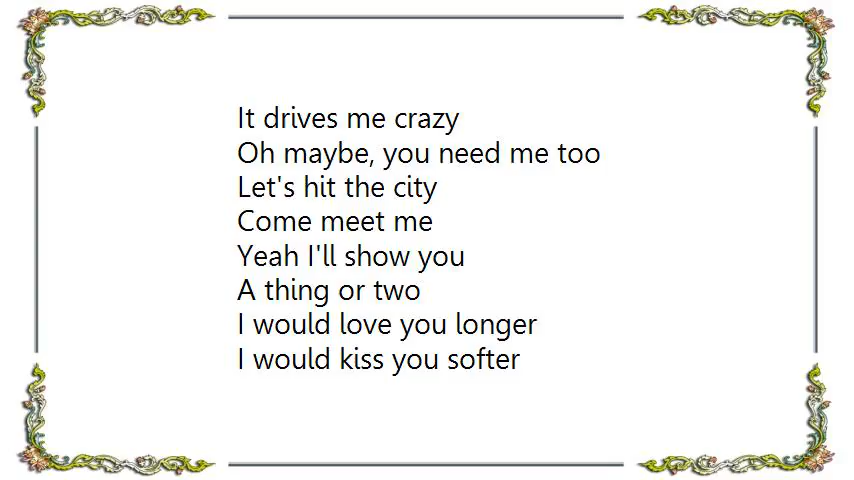 It drives me crazy
Oh maybe, you need me too
Let's hit the city
Come meet me
Yeah I'll show you
A thing or two
I would love you longer
I would kiss you softer